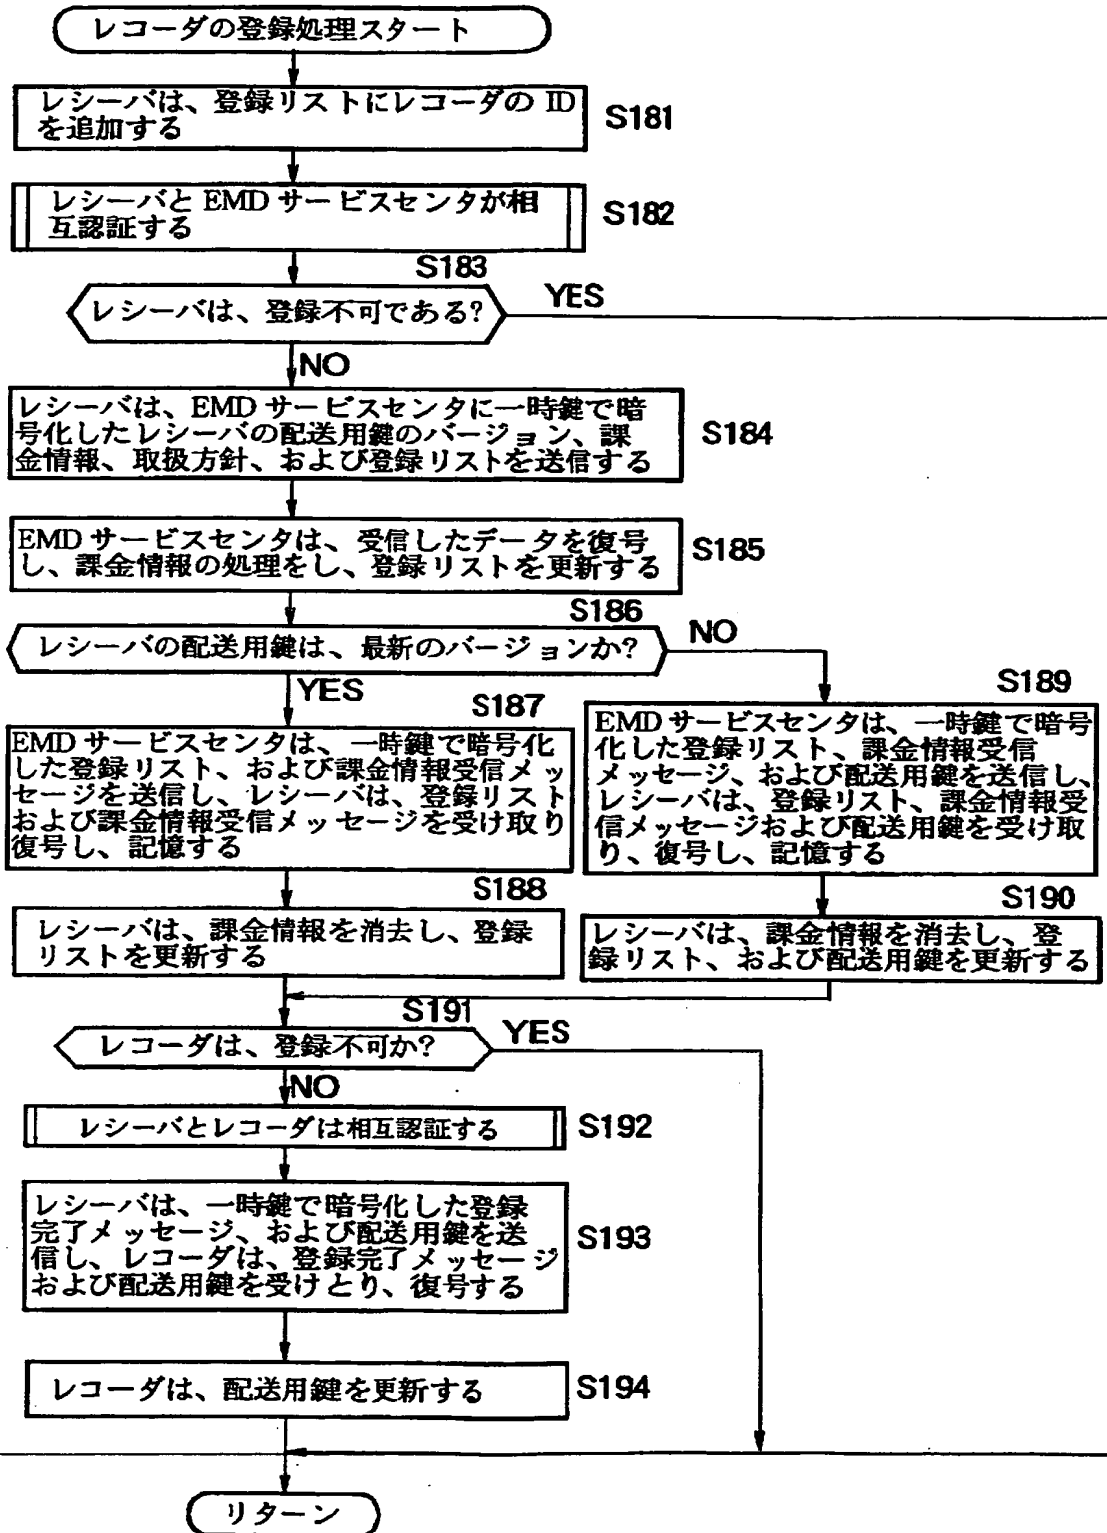 レコーダの登録処理スタート
レシーバは、登録リストにレコーダの ID
を追加する
S181
レシーバと EMD サービスセンタが相
互認証する
S182
S183
レシーバは、登録不可である?
YES
NO
レシーバは、EMD サービスセンタに一時鍵で暗
号化したレシーバの配送用鍵のバージョン、課
金情報、取扱方針、および登録リストを送信する
S184
EMD サービスセンタは、受信したデータを復号
し、課金情報の処理をし、登録リストを更新する
S185
S186
レシーバの配送用鍵は、最新のバージョンか?
NO
YES
S187
EMD サービスセンタは、一時鍵で暗号化
した登録リスト、および課金情報受信メッ
セージを送信し、レシーバは、登録リスト
および課金情報受信メッセージを受け取り
復号し、記憶する
S189
EMD サービスセンタは、一時鍵で暗号
化した登録リスト、課金情報受信
メッセージ、および配送用鍵を送信し、
レシーバは、登録リスト、課金情報受
信メッセージおよび配送用鍵を受け取
り、復号し、記憶する
S188
レシーバは、課金情報を消去し、登録
リストを更新する
S190
レシーバは、課金情報を消去し、登
録リスト、および配送用鍵を更新する
S191
レコーダは、登録不可か?
YES
NO
レシーバとレコーダは相互認証する
S192
レシーバは、一時鍵で暗号化した登録
完了メッセージ、および配送用鍵を送
信し、レコーダは、登録完了メッセージ
および配送用鍵を受けとり、復号する
S193
レコーダは、配送用鍵を更新する
S194
リターン